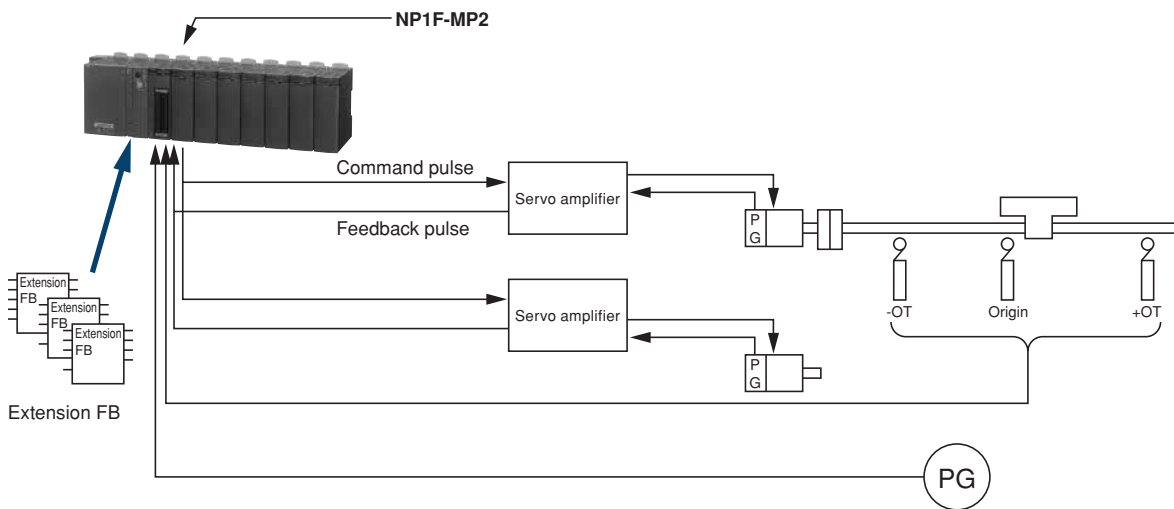 NP1F-MP2
Command pulse
Servo amplifier
Feedback pulse
P
G
Extension
FB
Extension
FB
Extension
FB
Extension FB
-OT
Origin
+OT
Servo amplifier
P
G
PG